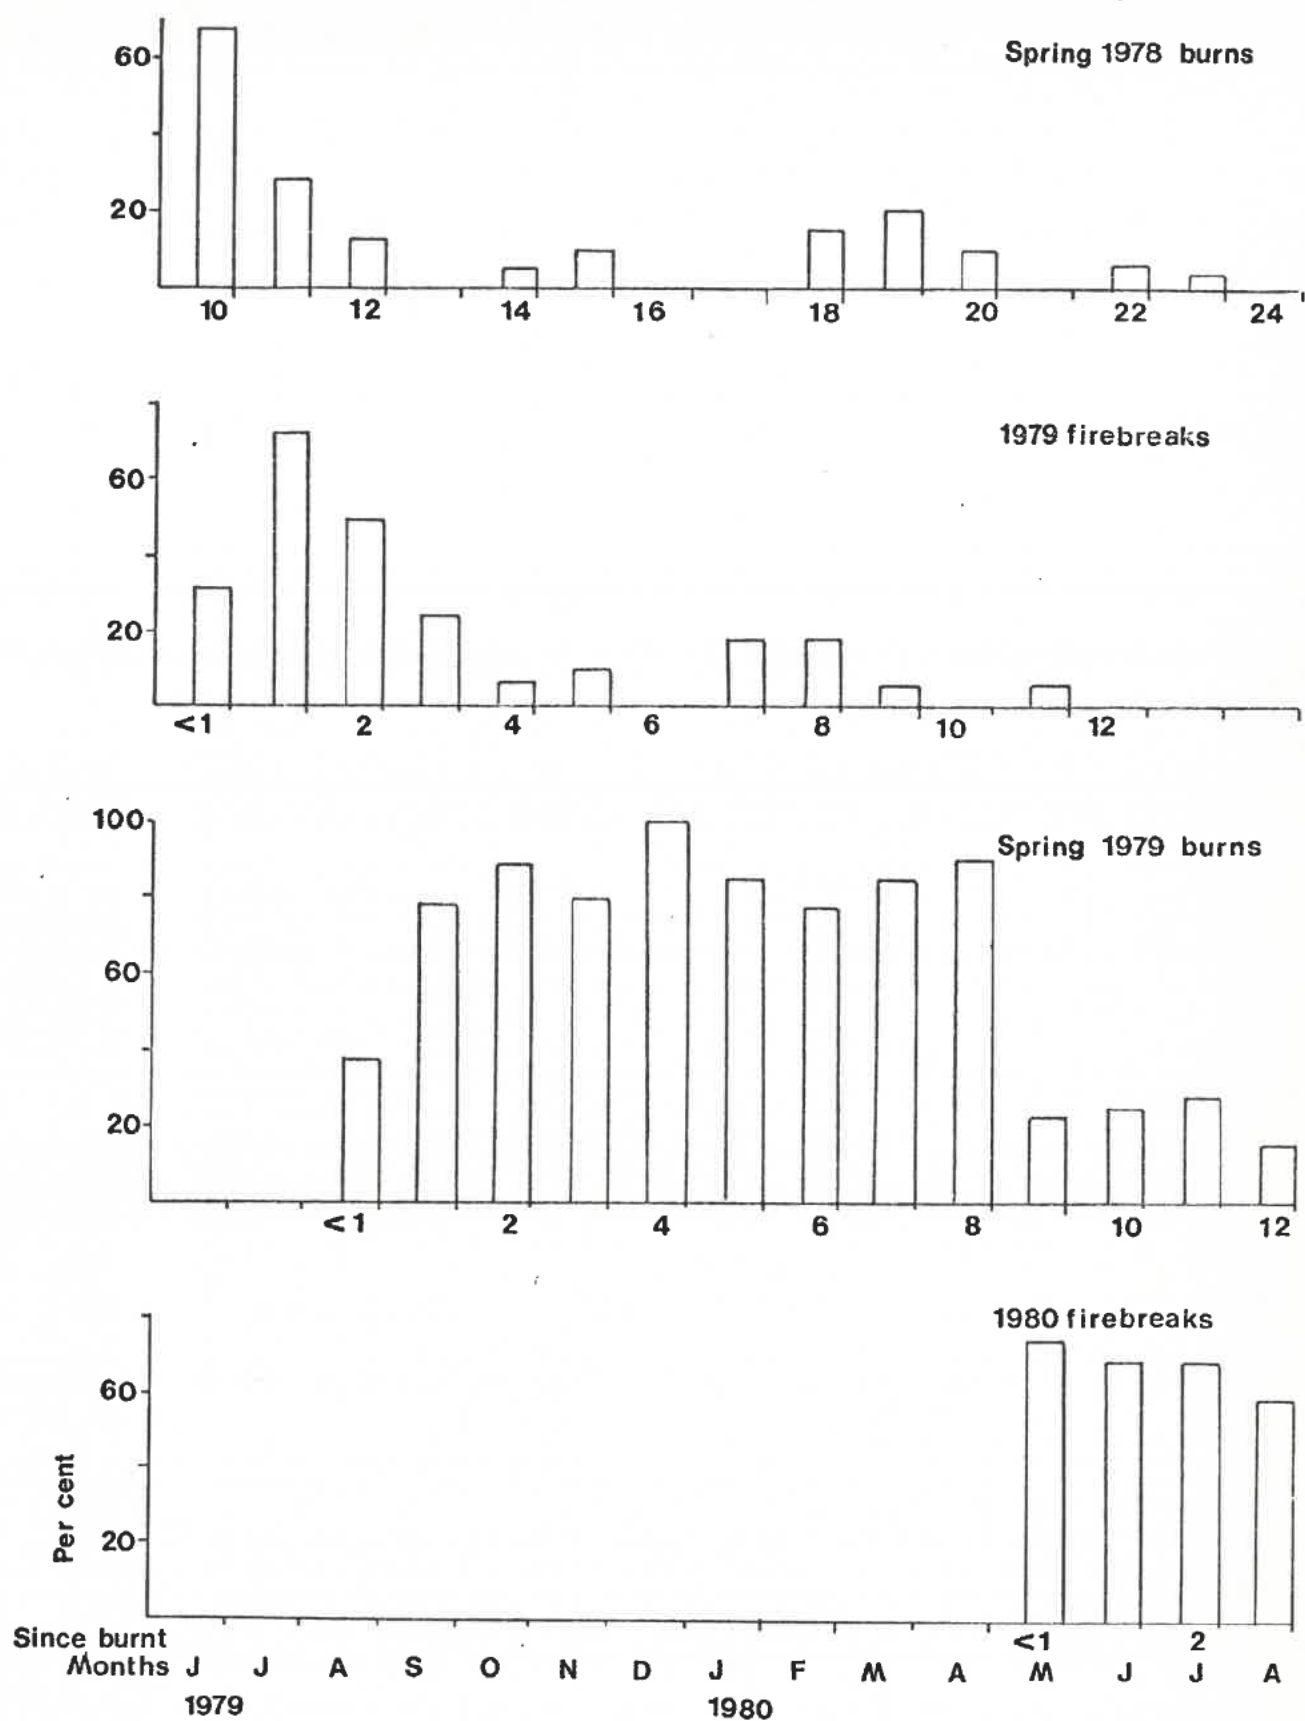 Spring 1978 burns
60
20
10 12 14 16 18 20 22 24
1979 firebreaks
60
20
<1 2 4 6 8 10 12
100
Spring 1979 burns
60
20
<1 2 4 6 8 10 12
1980 firebreaks
60
Per cent
20
Since burnt <1 2
Months J J A S O N D J F M A M J J A
1979 1980